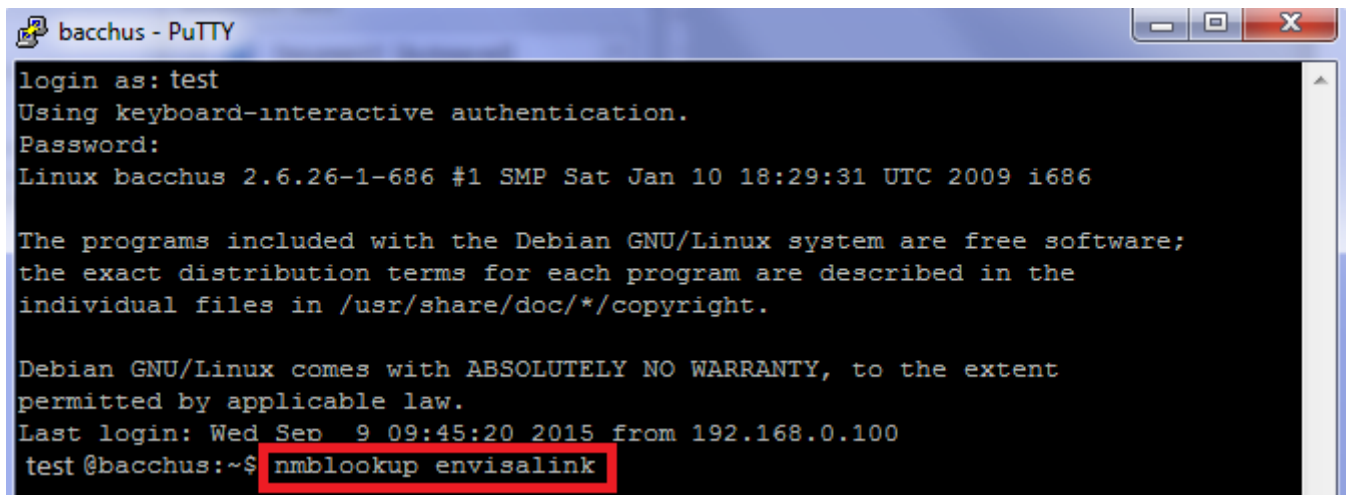 bacchus - PuTTY
login as: test
Using keyboard-interactive authentication.
Password:
Linux bacchus 2.6.26-1-686 #1 SMP Sat Jan 10 18:29:31 UTC 2009 i686
The programs included with the Debian GNU/Linux system are free software;
the exact distribution terms for each program are described in the
individual files in /usr/share/doc/*/copyright.
Debian GNU/Linux comes with ABSOLUTELY NO WARRANTY, to the extent
permitted by applicable law.
Last login: Wed Sep  9 09:45:20 2015 from 192.168.0.100
test @bacchus:~$ nmblookup envisalink